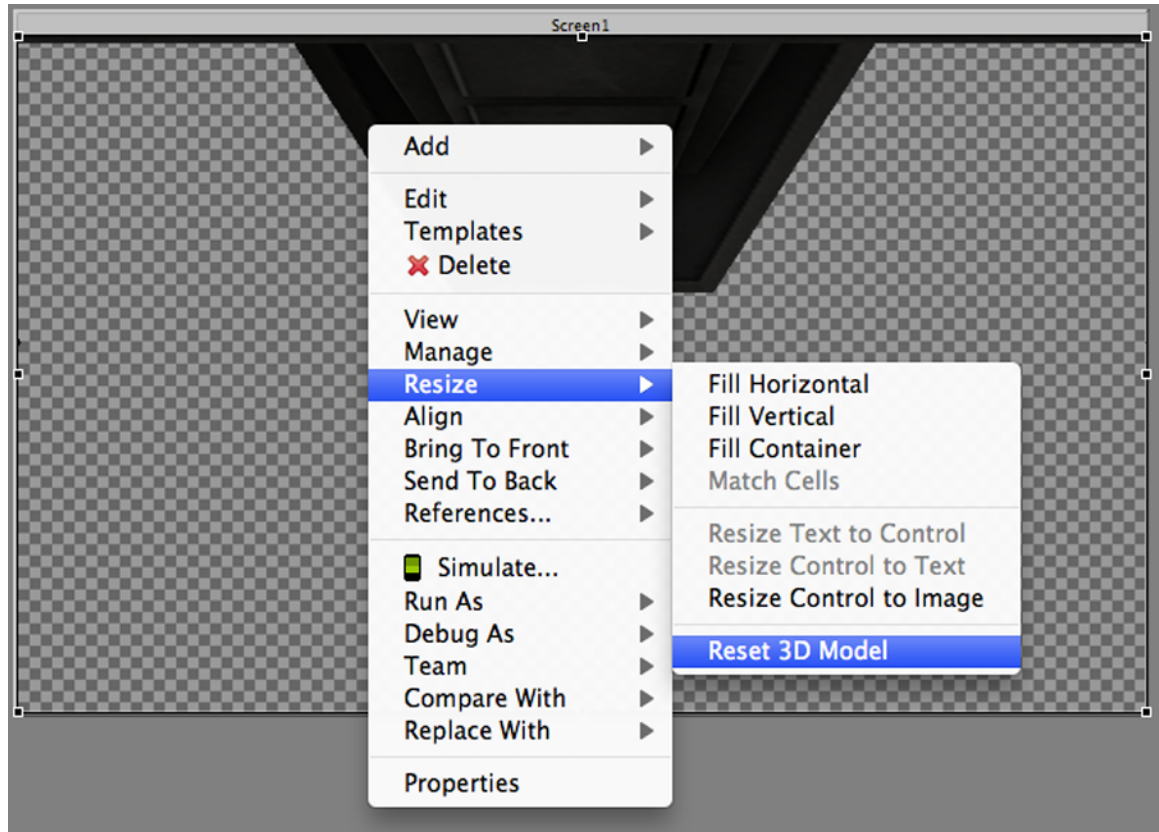 Screen1
Add
Edit
Templates
Delete
View
Manage
Resize
Align
Bring To Front
Send To Back
References...
Simulate...
Run As
Debug As
Team
Compare With
Replace With
Properties
Fill Horizontal
Fill Vertical
Fill Container
Match Cells
Resize Text to Control
Resize Control to Text
Resize Control to Image
Reset 3D Model